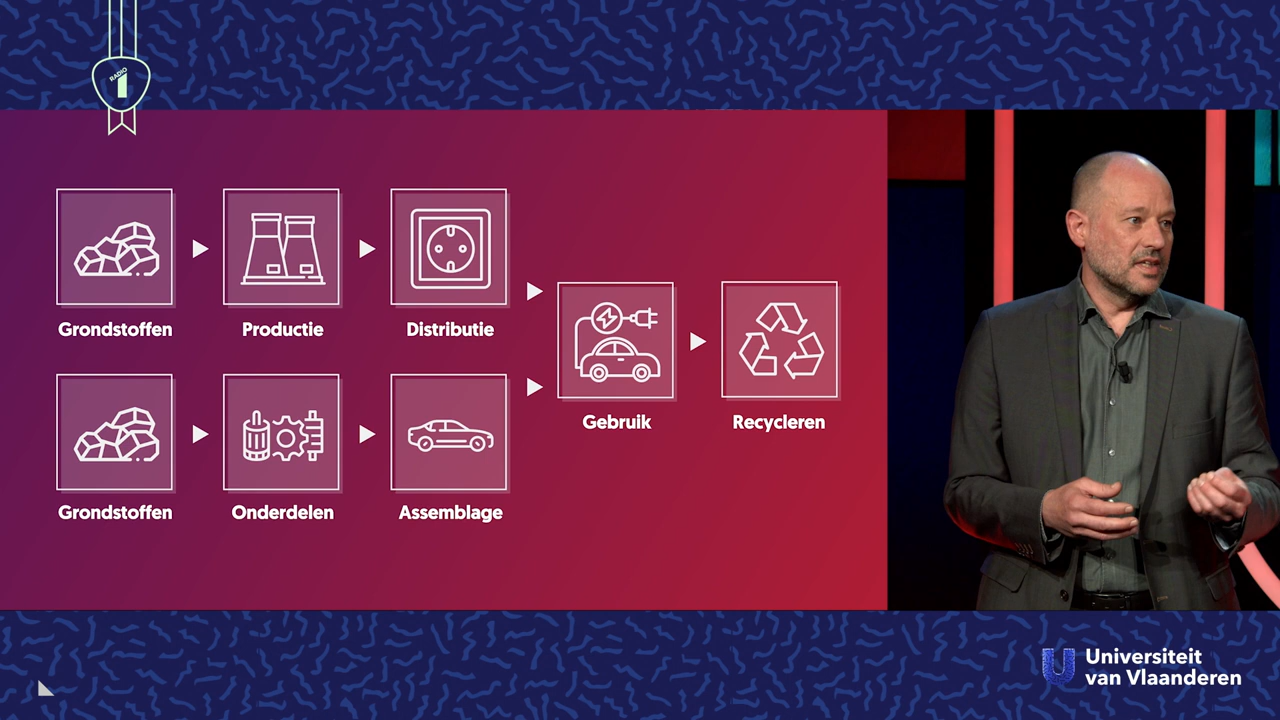 RADIO
1
Grondstoffen
Productie
Distributie
Gebruik
Recycleren
Grondstoffen
Onderdelen
Assemblage
Universiteit
van Vlaanderen